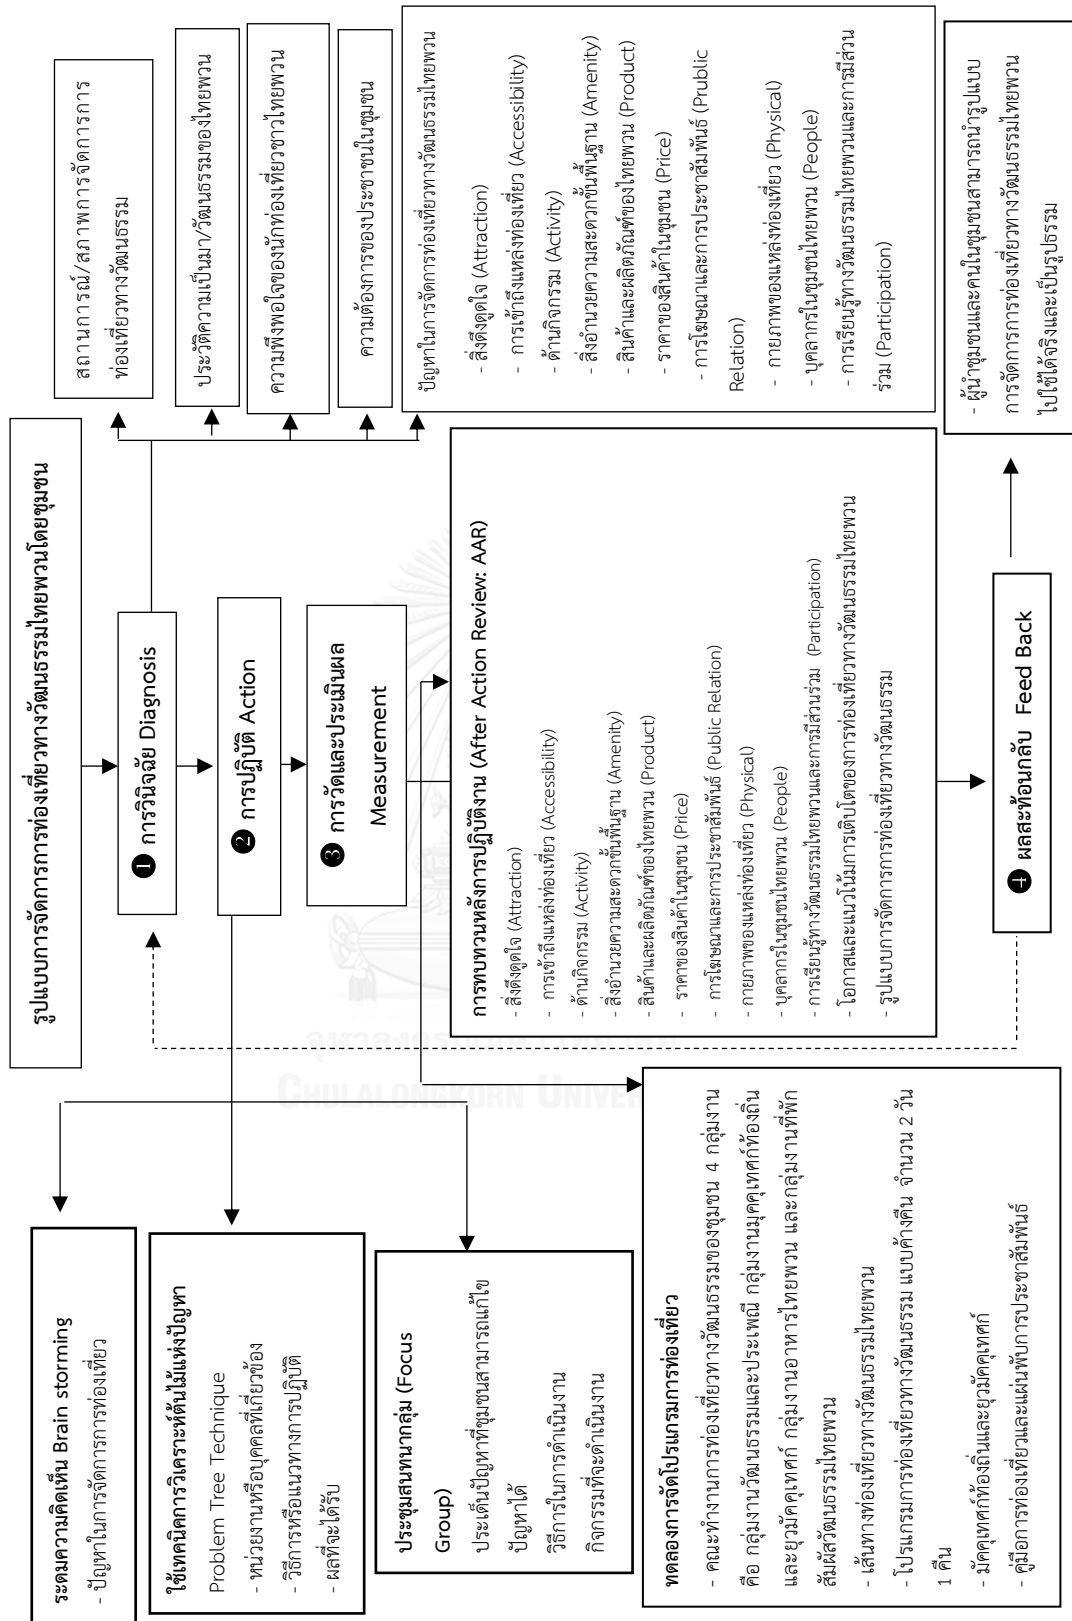 รูปแบบการจัดการการท่องเที่ยวทางวัฒนธรรมไทยพวนโดยชุมชน
❶ การวินิจฉัย Diagnosis
❷ การปฏิบัติ Action
❸ การวัดและประเมินผล
Measurement
สถานการณ์/สภาพการจัดการการ
ท่องเที่ยวทางวัฒนธรรม
ประวัติความเป็นมา/วัฒนธรรมของไทยพวน
ความพึงพอใจของนักท่องเที่ยวชาวไทยพวน
ความต้องการของประชาชนในชุมชน
ปัญหาในการจัดการท่องเที่ยวทางวัฒนธรรมไทยพวน
- สิ่งดึงดูดใจ (Attraction)
- การเข้าถึงแหล่งท่องเที่ยว (Accessibility)
- ด้านกิจกรรม (Activity)
- สิ่งอำนวยความสะดวกขั้นพื้นฐาน (Amenity)
- สินค้าและผลิตภัณฑ์ของไทยพวน (Product)
- ราคาของสินค้าในชุมชน (Price)
- การโฆษณาและการประชาสัมพันธ์ (Prublic
Relation)
- กายภาพของแหล่งท่องเที่ยว (Physical)
- บุคลากรในชุมชนไทยพวน (People)
- การเรียนรู้ทางวัฒนธรรมไทยพวนและการมีส่วน
ร่วม (Participation)
ระดมความคิดเห็น Brain storming
- ปัญหาในการจัดการการท่องเที่ยว
ใช้เทคนิคการวิเคราะห์ต้นไม้แห่งปัญหา
Problem Tree Technique
- หน่วยงานหรือบุคคลที่เกี่ยวข้อง
- วิธีการหรือแนวทางการปฏิบัติ
- ผลที่จะได้รับ
ประชุมสนทนากลุ่ม (Focus
Group)
ประเด็นปัญหาที่ชุมชนสามารถแก้ไข
ปัญหาได้
วิธีการในการดำเนินงาน
กิจกรรมที่จะดำเนินงาน
การทบทวนหลังการปฏิบัติงาน (After Action Review: AAR)
- สิ่งดึงดูดใจ (Attraction)
- การเข้าถึงแหล่งท่องเที่ยว (Accessibility)
- ด้านกิจกรรม (Activity)
- สิ่งอำนวยความสะดวกขั้นพื้นฐาน (Amenity)
- สินค้าและผลิตภัณฑ์ของไทยพวน (Product)
- ราคาของสินค้าในชุมชน (Price)
- การโฆษณาและการประชาสัมพันธ์ (Public Relation)
- กายภาพของแหล่งท่องเที่ยว (Physical)
- บุคลากรในชุมชนไทยพวน (People)
- การเรียนรู้ทางวัฒนธรรมไทยพวนและการมีส่วนร่วม (Participation)
- โอกาสและแนวโน้มการเติบโตของการท่องเที่ยวทางวัฒนธรรมไทยพวน
- รูปแบบการจัดการการท่องเที่ยวทางวัฒนธรรม
ทดลองการจัดโปรแกรมการท่องเที่ยว
- คณะทำงานการท่องเที่ยวทางวัฒนธรรมของชุมชน 4 กลุ่มงาน
คือ กลุ่มงานวัฒนธรรมและประเพณี กลุ่มงานมุคคุเทศก์ท้องถิ่น
และยุวมัคคุเทศก์ กลุ่มงานอาหารไทยพวน และกลุ่มงานที่พัก
สัมผัสวัฒนธรรมไทยพวน
- เส้นทางท่องเที่ยวทางวัฒนธรรมไทยพวน
- โปรแกรมการท่องเที่ยวทางวัฒนธรรม แบบค้างคืน จำนวน 2 วัน
1 คืน
- มัคคุเทศก์ท้องถิ่นและยุวมัคคุเทศก์
- คู่มือการท่องเที่ยวและแผ่นพับการประชาสัมพันธ์
❹ ผลสะท้อนกลับ Feed Back
- ผู้นำชุมชนและคนในชุมชนสามารถนำรูปแบบ
การจัดการการท่องเที่ยวทางวัฒนธรรมไทยพวน
ไปใช้ได้จริงและเป็นรูปธรรม
CHULALONGKORN